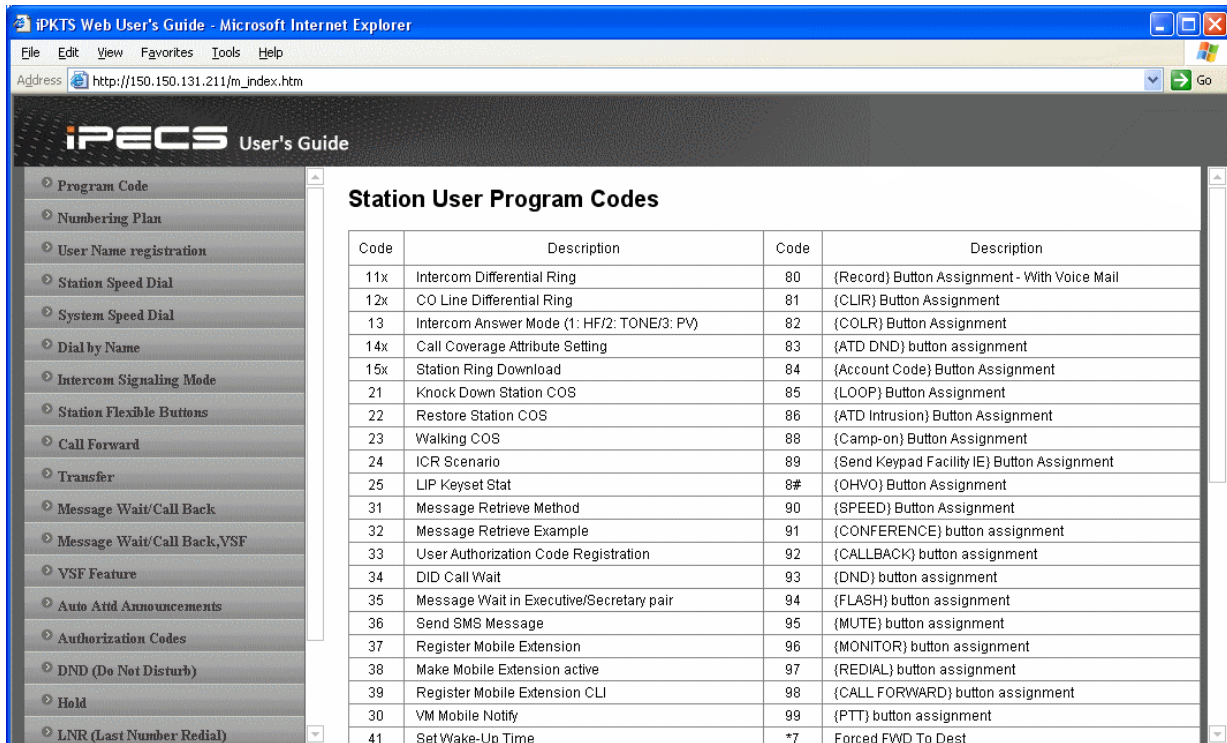 iPKTS Web User's Guide - Microsoft Internet Explorer
File Edit View Favorites Tools Help
Address http://150.150.131.211/m_index.htm Go
iPECS User's Guide
Program Code
Numbering Plan
User Name registration
Station Speed Dial
System Speed Dial
Dial by Name
Intercom Signaling Mode
Station Flexible Buttons
Call Forward
Transfer
Message Wait/Call Back
Message Wait/Call Back,VSF
VSF Feature
Auto Attd Announcements
Authorization Codes
DND (Do Not Disturb)
Hold
LNR (Last Number Redial)
Station User Program Codes
Code Description Code Description
11x Intercom Differential Ring 80 {Record} Button Assignment - With Voice Mail
12x CO Line Differential Ring 81 {CLIR} Button Assignment
13 Intercom Answer Mode (1: HF/2: TONE/3: PV) 82 {COLR} Button Assignment
14x Call Coverage Attribute Setting 83 {ATD DND} button assignment
15x Station Ring Download 84 {Account Code} Button Assignment
21 Knock Down Station COS 85 {LOOP} Button Assignment
22 Restore Station COS 86 {ATD Intrusion} Button Assignment
23 Walking COS 88 {Camp-on} Button Assignment
24 ICR Scenario 89 {Send Keypad Facility IE} Button Assignment
25 LIP Keyset Stat 8# {OHVO} Button Assignment
31 Message Retrieve Method 90 {SPEED} Button Assignment
32 Message Retrieve Example 91 {CONFERENCE} button assignment
33 User Authorization Code Registration 92 {CALLBACK} button assignment
34 DID Call Wait 93 {DND} button assignment
35 Message Wait in Executive/Secretary pair 94 {FLASH} button assignment
36 Send SMS Message 95 {MUTE} button assignment
37 Register Mobile Extension 96 {MONITOR} button assignment
38 Make Mobile Extension active 97 {REDIAL} button assignment
39 Register Mobile Extension CLI 98 {CALL FORWARD} button assignment
30 VM Mobile Notify 99 {PTT} button assignment
41 Set Wake-Up Time *7 Forced FWD To Dest